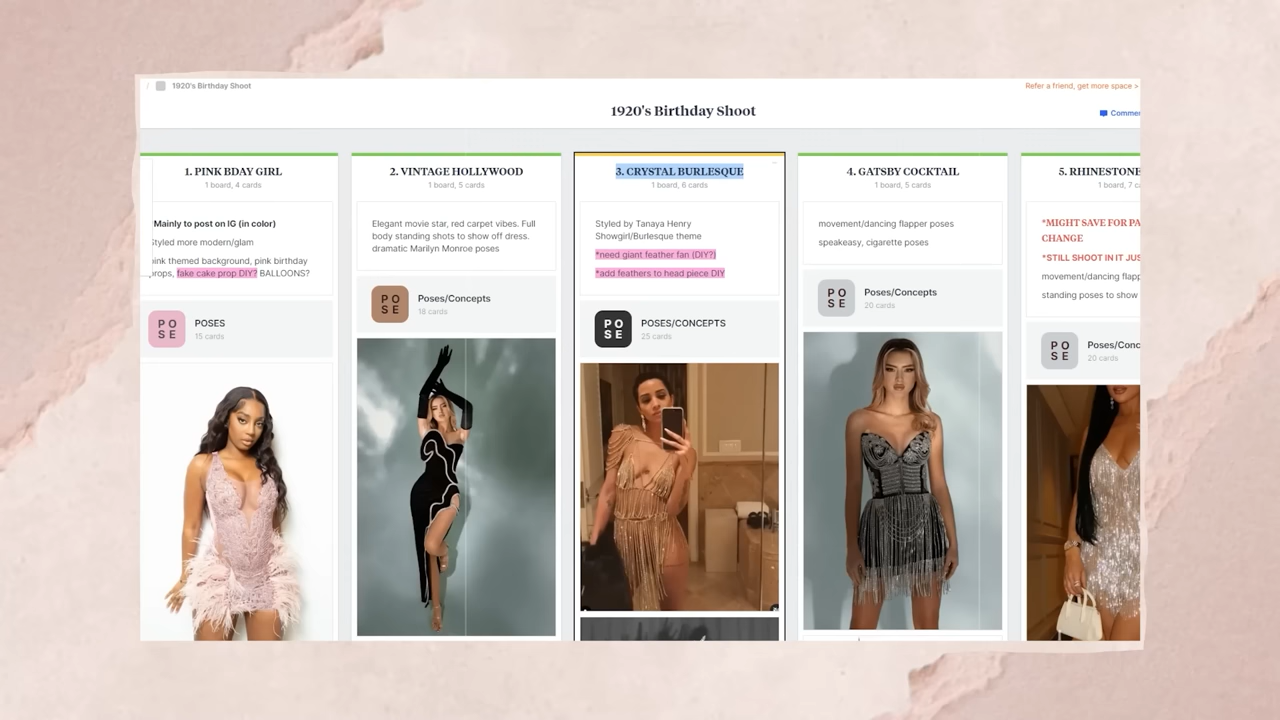 / 1920's Birthday Shoot
Refer a friend, get more space >
1920's Birthday Shoot
1. PINK BDAY GIRL
1 board, 4 cards
Mainly to post on IG (in color)
Styled more modern/glam
pink themed background, pink birthday
props, fake cake prop DIY? BALLOONS?
PO
SE
POSES
15 cards
2. VINTAGE HOLLYWOOD
1 board, 5 cards
Elegant movie star, red carpet vibes. Full
body standing shots to show off dress.
dramatic Marilyn Monroe poses
PO
SE
Poses/Concepts
18 cards
3. CRYSTAL BURLESQUE
1 board, 6 cards
Styled by Tanaya Henry
Showgirl/Burlesque theme
*need giant feather fan (DIY?)
*add feathers to head piece DIY
PO
SE
POSES/CONCEPTS
25 cards
4. GATSBY COCKTAIL
1 board, 5 cards
movement/dancing flapper poses
speakeasy, cigarette poses
PO
SE
Poses/Concepts
20 cards
5. RHINESTONE
1 board, 7
*MIGHT SAVE FOR
CHANGE
*STILL SHOOT IN IT
movement/dancing
standing poses to show
PO
SE
20 cards